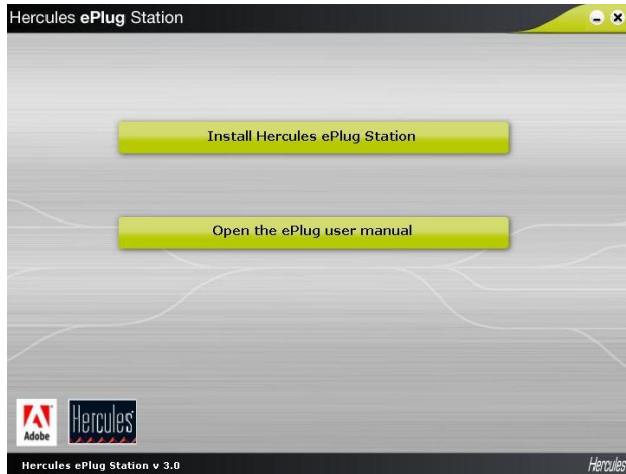 Hercules ePlug Station
Install Hercules ePlug Station
Open the ePlug user manual
Adobe
Hercules
Hercules ePlug Station v 3.0
Hercules